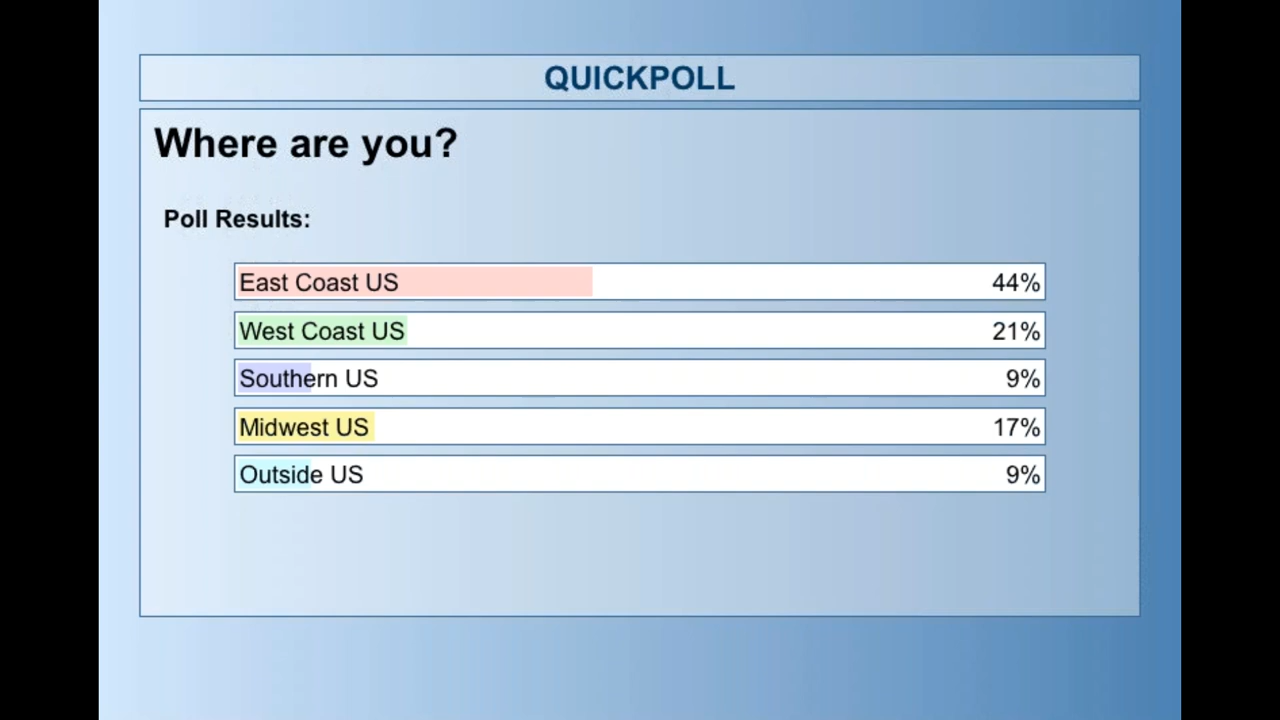 QUICKPOLL
Where are you?
Poll Results:
East Coast US 44%
West Coast US 21%
Southern US 9%
Midwest US 17%
Outside US 9%